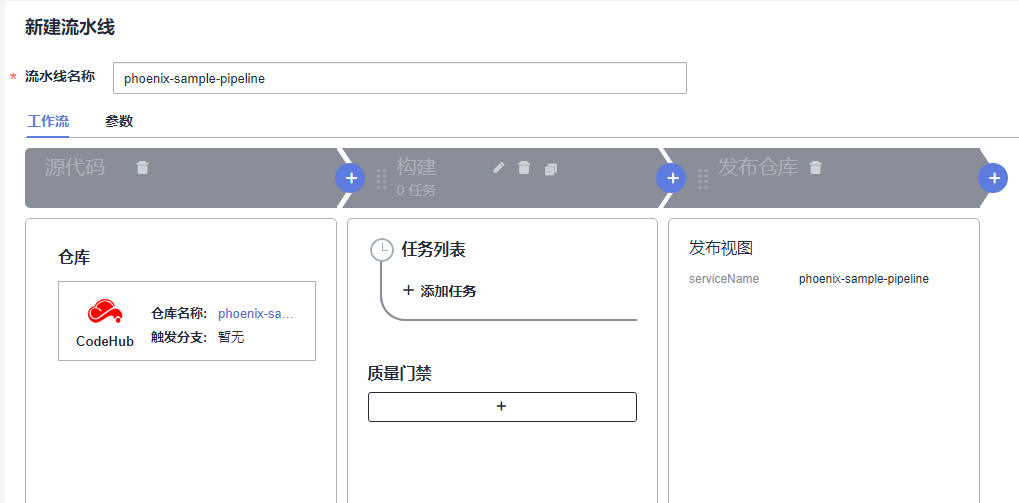 新建流水线
* 流水线名称 phoenix-sample-pipeline
工作流 参数
源代码 构建 发布仓库
0 任务
仓库
CodeHub
仓库名称: phoenix-sa...
触发分支: 暂无
任务列表
+ 添加任务
质量门禁
+
发布视图
serviceName phoenix-sample-pipeline